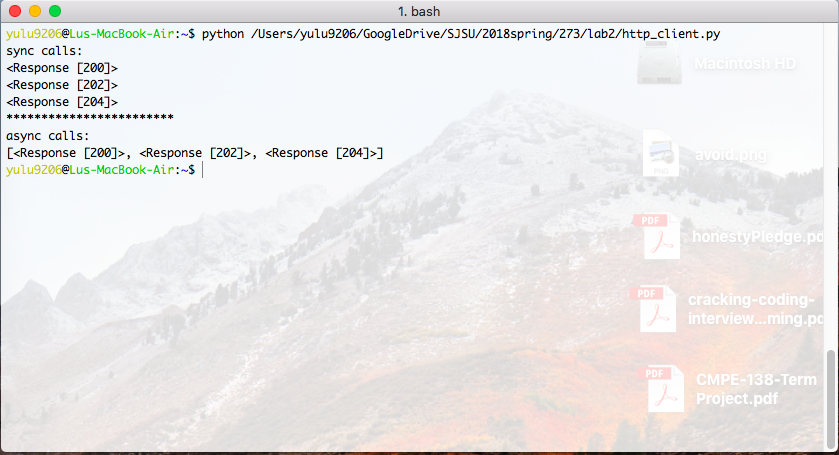 1. bash
yulu9206@Lus-MacBook-Air:~$ python /Users/yulu9206/GoogleDrive/SJSU/2018spring/273/lab2/http_client.py
sync calls:
<Response [200]>
<Response [202]>
<Response [204]>
************************
async calls:
[<Response [200]>, <Response [202]>, <Response [204]>]
yulu9206@Lus-MacBook-Air:~$
Macintosh HD
PNG
avoid.png
PDF
honestyPledge.pd
PDF
cracking-coding-
interview...ming.pd
PDF
CMPE-138-Term
Project.pdf